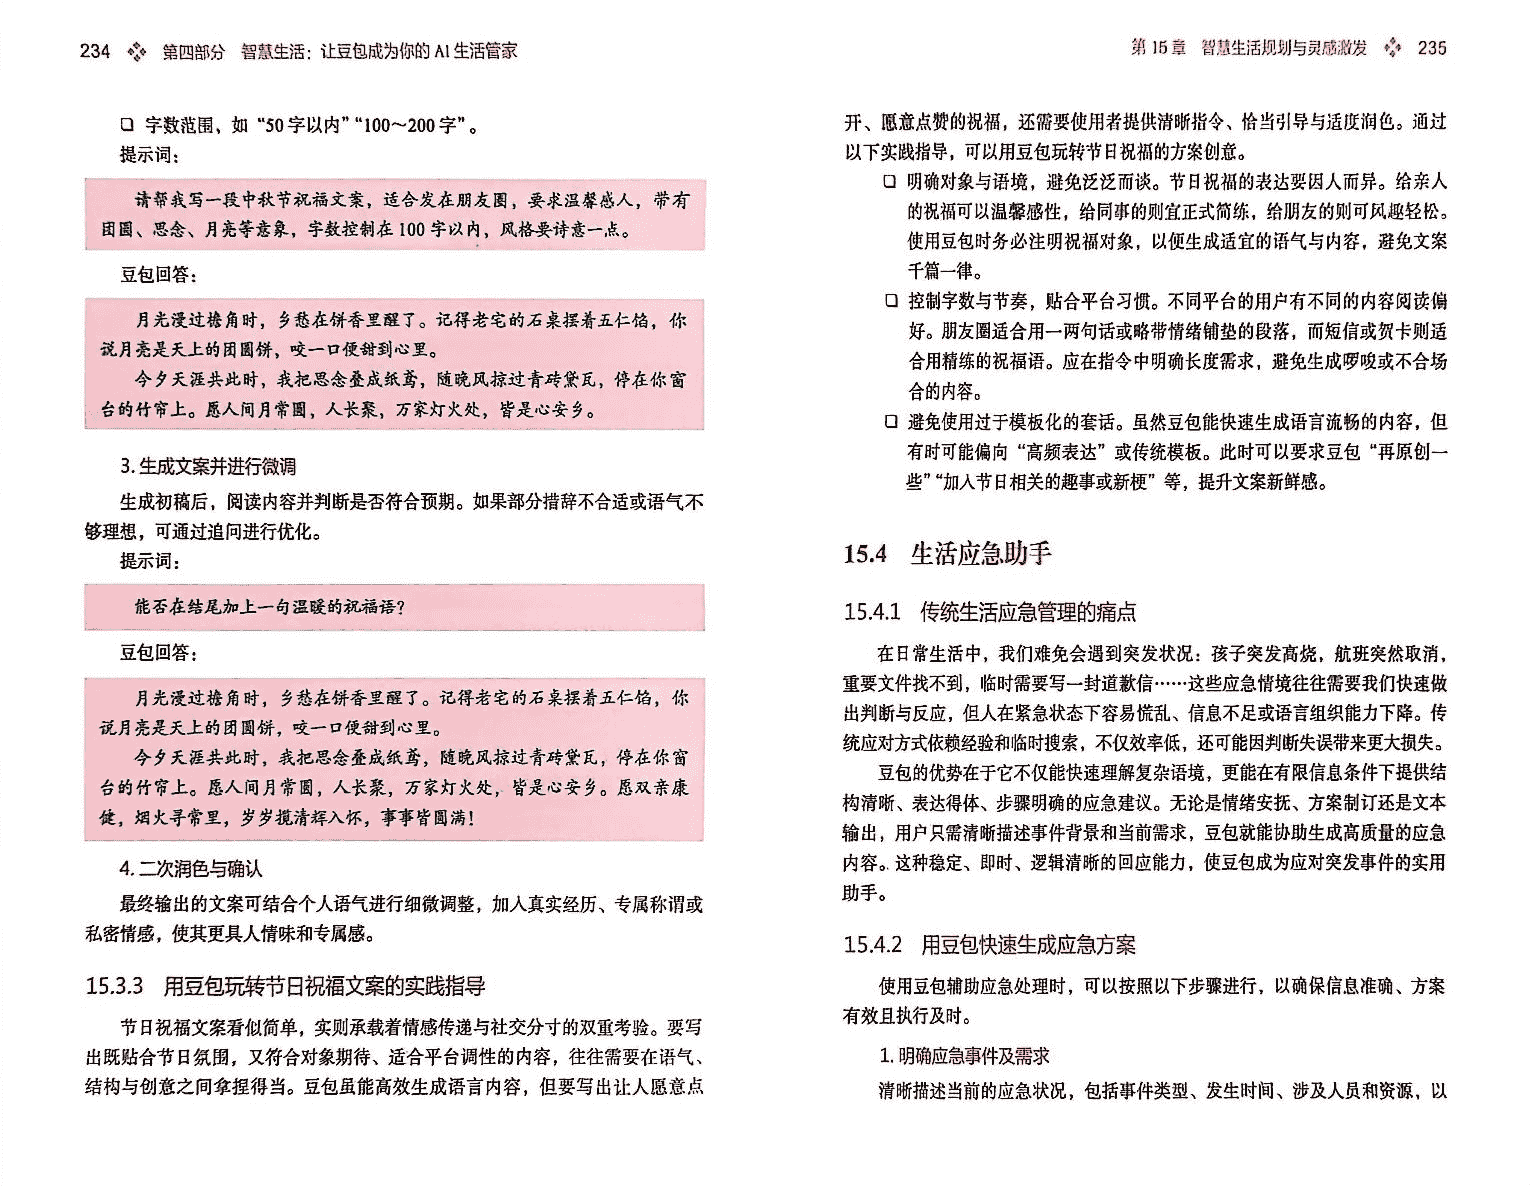 234 第四部分 智慧生活：让豆包成为你的 AI 生活管家
❑ 字数范围，如“50 字以内”“100～200 字”。
提示词：
请帮我写一段中秋节祝福文案，适合发在朋友圈，要求温馨感人，带有
团圆、思念、月亮等意象，字数控制在 100 字以内，风格要诗意一点。
豆包回答：
月光漫过檐角时，乡愁在饼香里醒了。记得老宅的石桌摆着五仁馅，你
说月亮是天上的团圆饼，咬一口便甜到心里。
今夕天涯共此时，我把思念叠成纸鸢，随晚风掠过青砖黛瓦，停在你窗
台的竹帘上。愿人间月常圆，人长聚，万家灯火处，皆是心安乡。
3. 生成文案并进行微调
生成初稿后，阅读内容并判断是否符合预期。如果部分措辞不合适或语气不
够理想，可通过追问进行优化。
提示词：
能否在结尾加上一句温暖的祝福语？
豆包回答：
月光漫过檐角时，乡愁在饼香里醒了。记得老宅的石桌摆着五仁馅，你
说月亮是天上的团圆饼，咬一口便甜到心里。
今夕天涯共此时，我把思念叠成纸鸢，随晚风掠过青砖黛瓦，停在你窗
台的竹帘上。愿人间月常圆，人长聚，万家灯火处，皆是心安乡。愿双亲康
健，烟火寻常里，岁岁揽清辉入怀，事事皆圆满！
4. 二次润色与确认
最终输出的文案可结合个人语气进行细微调整，加入真实经历、专属称谓或
私密情感，使其更具人情味和专属感。
15.3.3 用豆包玩转节日祝福文案的实践指导
节日祝福文案看似简单，实则承载着情感传递与社交分寸的双重考验。要写
出既贴合节日氛围，又符合对象期待、适合平台调性的内容，往往需要在语气、
结构与创意之间拿捏得当。豆包虽能高效生成语言内容，但要写出让人愿意点
第 15 章 智慧生活规划与灵感激发 235
开、愿意点赞的祝福，还需要使用者提供清晰指令、恰当引导与适度润色。通过
以下实践指导，可以用豆包玩转节日祝福的方案创意。
❑ 明确对象与语境，避免泛泛而谈。节日祝福的表达要因人而异。给亲人
的祝福可以温馨感性，给同事的则宜正式简练，给朋友的则可风趣轻松。
使用豆包时务必注明祝福对象，以便生成适宜的语气与内容，避免文案
千篇一律。
❑ 控制字数与节奏，贴合平台习惯。不同平台的用户有不同的内容阅读偏
好。朋友圈适合用一两句话或略带情绪铺垫的段落，而短信或贺卡则适
合用精练的祝福语。应在指令中明确长度需求，避免生成啰唆或不合场
合的内容。
❑ 避免使用过于模板化的套话。虽然豆包能快速生成语言流畅的内容，但
有时可能偏向“高频表达”或传统模板。此时可以要求豆包“再原创一
些”“加入节日相关的趣事或新梗”等，提升文案新鲜感。
15.4 生活应急助手
15.4.1 传统生活应急管理的痛点
在日常生活中，我们难免会遇到突发状况：孩子突发高烧，航班突然取消，
重要文件找不到，临时需要写一封道歉信……这些应急情境往往需要我们快速做
出判断与反应，但人在紧急状态下容易慌乱、信息不足或语言组织能力下降。传
统应对方式依赖经验和临时搜索，不仅效率低，还可能因判断失误带来更大损失。
豆包的优势在于它不仅能快速理解复杂语境，更能在有限信息条件下提供结
构清晰、表达得体、步骤明确的应急建议。无论是情绪安抚、方案制订还是文本
输出，用户只需清晰描述事件背景和当前需求，豆包就能协助生成高质量的应急
内容。这种稳定、即时、逻辑清晰的回应能力，使豆包成为应对突发事件的实用
助手。
15.4.2 用豆包快速生成应急方案
使用豆包辅助应急处理时，可以按照以下步骤进行，以确保信息准确、方案
有效且执行及时。
1. 明确应急事件及需求
清晰描述当前的应急状况，包括事件类型、发生时间、涉及人员和资源，以